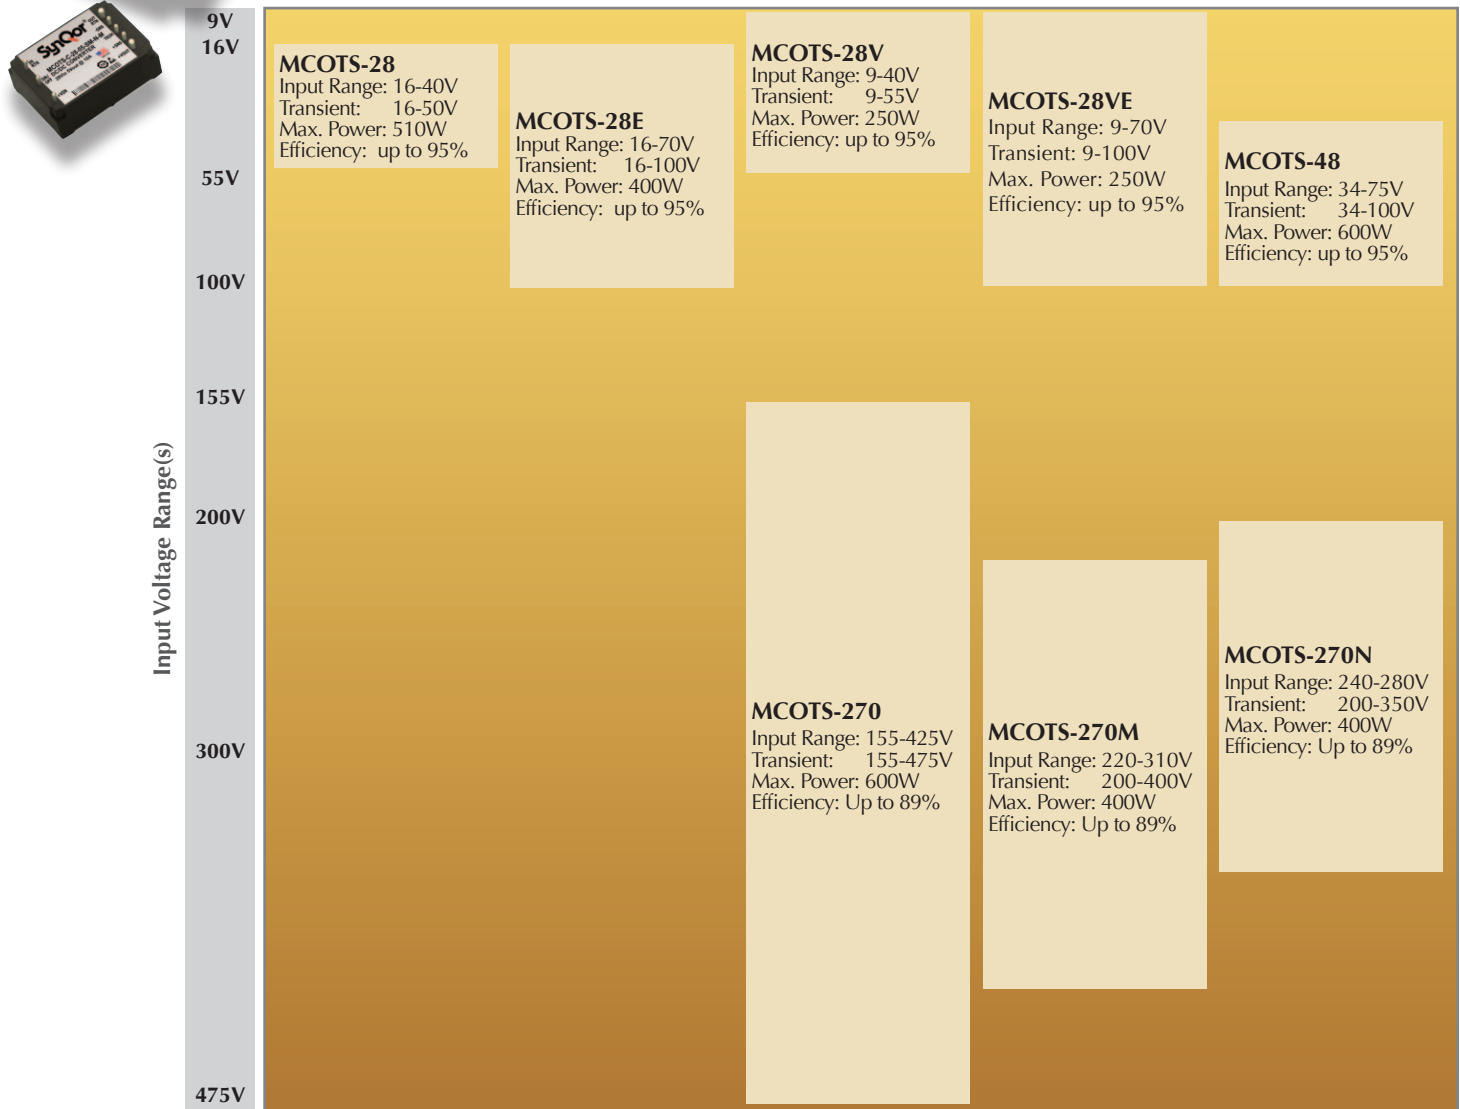 SynQor
MCOTS-C-28-05-SM-N-M
DC/DC CONVERTER
9V
16V
55V
100V
155V
200V
300V
475V
Input Voltage Range(s)
MCOTS-28
Input Range: 16-40V
Transient: 16-50V
Max. Power: 510W
Efficiency: up to 95%
MCOTS-28E
Input Range: 16-70V
Transient: 16-100V
Max. Power: 400W
Efficiency: up to 95%
MCOTS-28V
Input Range: 9-40V
Transient: 9-55V
Max. Power: 250W
Efficiency: up to 95%
MCOTS-28VE
Input Range: 9-70V
Transient: 9-100V
Max. Power: 250W
Efficiency: up to 95%
MCOTS-48
Input Range: 34-75V
Transient: 34-100V
Max. Power: 600W
Efficiency: up to 95%
MCOTS-270
Input Range: 155-425V
Transient: 155-475V
Max. Power: 600W
Efficiency: Up to 89%
MCOTS-270M
Input Range: 220-310V
Transient: 200-400V
Max. Power: 400W
Efficiency: Up to 89%
MCOTS-270N
Input Range: 240-280V
Transient: 200-350V
Max. Power: 400W
Efficiency: Up to 89%